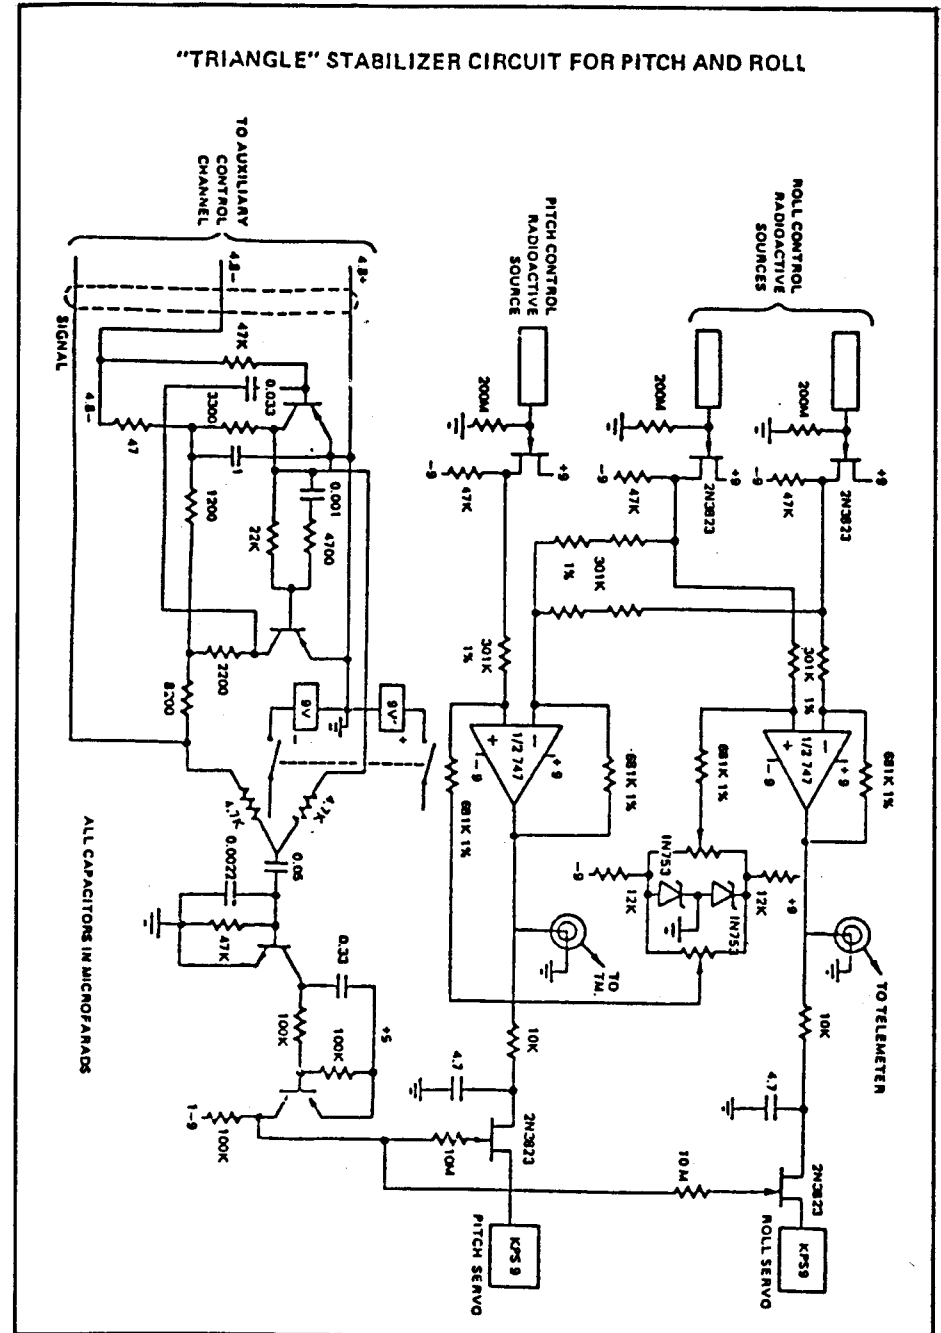 "TRIANGLE" STABILIZER CIRCUIT FOR PITCH AND ROLL
TO AUXILIARY
CONTROL
CHANNEL
4.8+
4.8-
SIGNAL
4.8-
47K
0.033
3300
47
1
1200
0.001
22K
4700
2200
8200
9V
-
9V
+
4.7K
4.7K
0.05
0.0022
47K
0.33
100K
+5
100K
-9
100K
ALL CAPACITORS IN MICROFARADS
PITCH CONTROL
RADIOACTIVE
SOURCE
200M
-9
47K
+9
301K
1%
301K
1%
+
-
1/2 747
-9
+9
681K 1%
681K 1%
TO
TM.
10K
4.7
2N3823
10M
KPS 9
PITCH SERVO
ROLL CONTROL
RADIOACTIVE
SOURCES
200M
200M
-9
47K
+9
2N3823
-9
47K
+9
2N3823
301K
1%
+
-
1/2 747
-9
+9
681K 1%
681K 1%
IN753
IN753
-9
12K
12K
+9
TO TELEMETER
10K
4.7
10M
2N3823
KPS9
ROLL SERVO